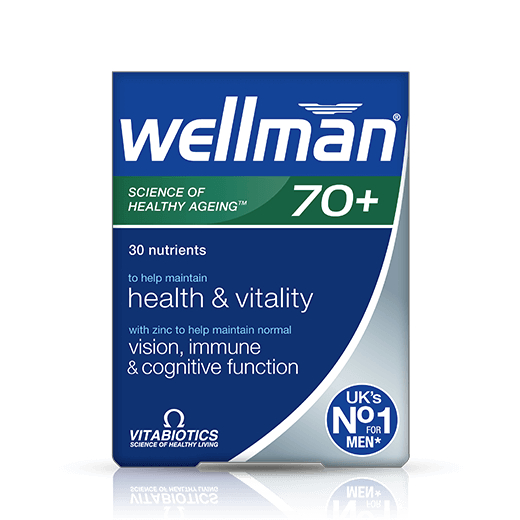 wellman®
SCIENCE OF
HEALTHY AGEING™
70+
30 nutrients
to help maintain
health & vitality
with zinc to help maintain normal
vision, immune
& cognitive function
UK's
No1
FOR
MEN*
VITABIOTICS
SCIENCE OF HEALTHY LIVING